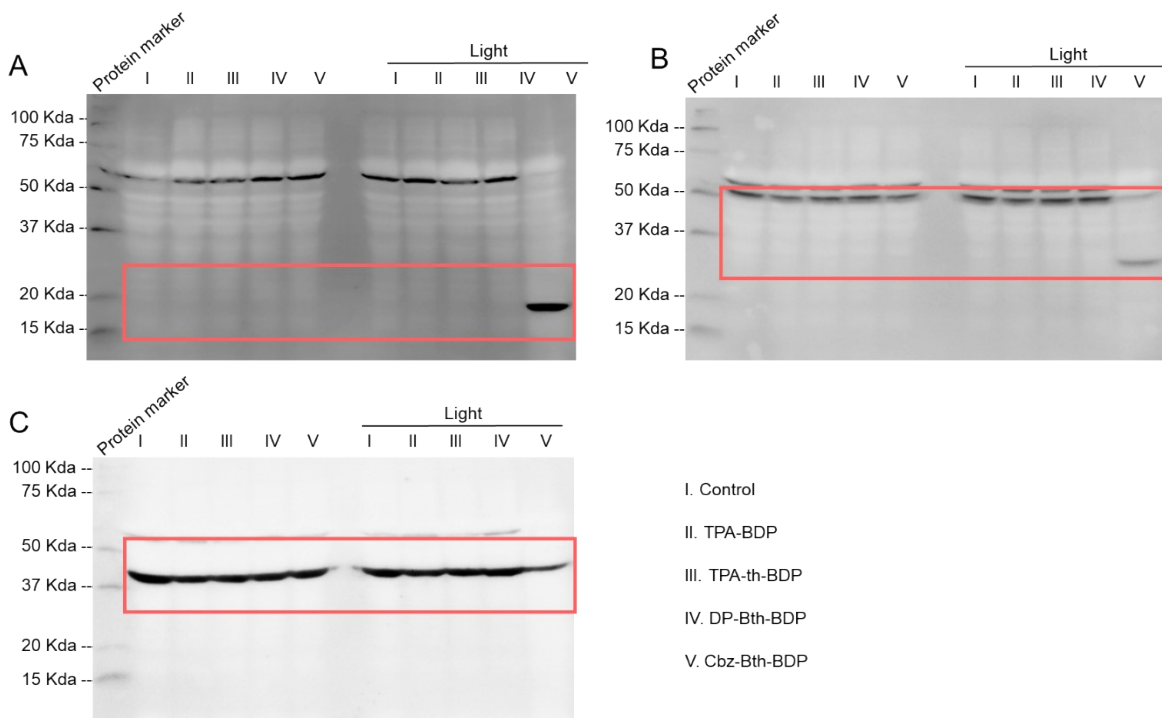 A
Protein marker
Light
I II III IV V I II III IV V
100 Kda --
75 Kda --
50 Kda --
37 Kda --
20 Kda --
15 Kda --
B
Protein marker
Light
I II III IV V I II III IV V
100 Kda --
75 Kda --
50 Kda --
37 Kda --
20 Kda --
15 Kda --
C
Protein marker
Light
I II III IV V I II III IV V
100 Kda --
75 Kda --
50 Kda --
37 Kda --
20 Kda --
15 Kda --
I. Control
II. TPA-BDP
III. TPA-th-BDP
IV. DP-Bth-BDP
V. Cbz-Bth-BDP